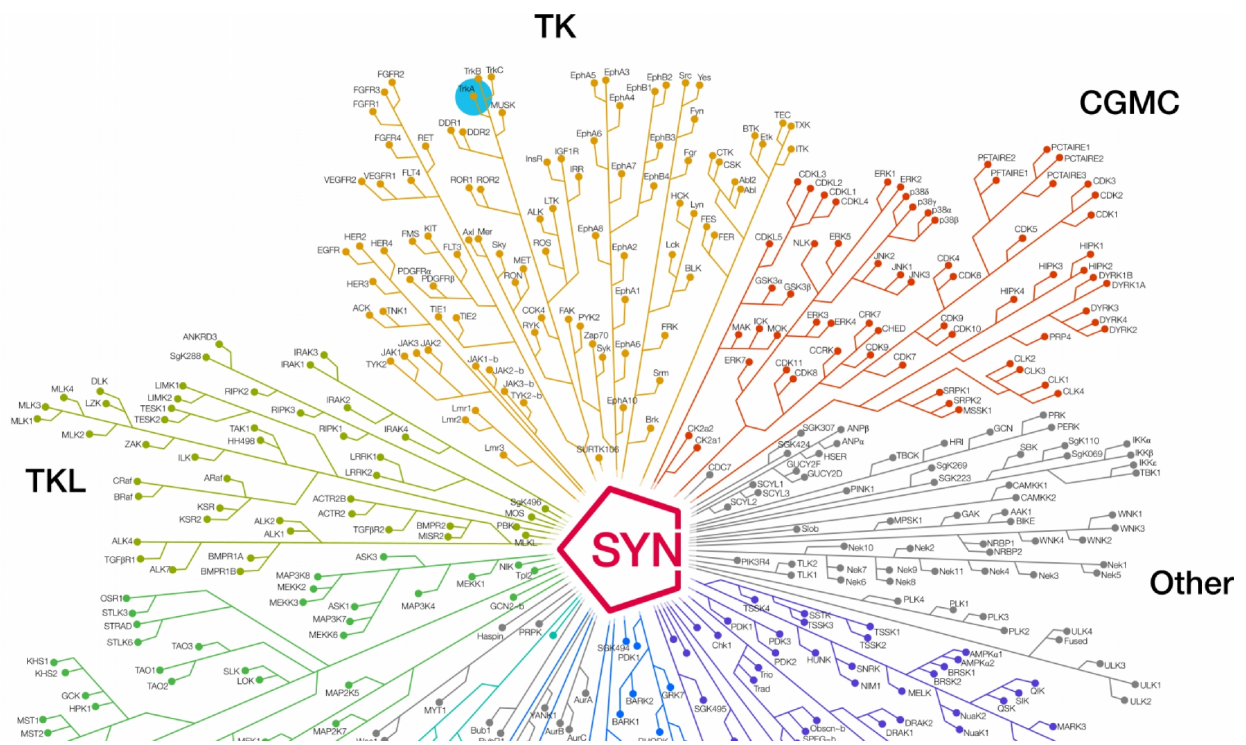 TK
CGMC
TKL
Other
SYN
FGFR2
FGFR3
FGFR1
FGFR4
RET
VEGFR2
VEGFR1
FLT4
TrkB
TrkC
TrkA
MUSK
DDR1
DDR2
ROR1
ROR2
InsR
IGF1R
IRR
LTK
ALK
ROS
HER2
EGFR
HER4
HER3
FMS
KIT
FLT3
PDGFRα
PDGFRβ
Axl
Mer
Sky
MET
RON
ACK
TNK1
TIE1
TIE2
CCK4
RYK
FAK
PYK2
Zap70
Syk
JAK3
JAK2
JAK1
TYK2
JAK1~b
JAK2~b
JAK3~b
TYK2~b
Lmr1
Lmr2
Lmr3
SURTK106
EphA5
EphA3
EphA4
EphA6
EphA7
EphA8
EphA2
EphA1
EphA6
EphA10
EphB2
EphB1
EphB3
EphB4
Src
Yes
Fyn
Fgr
HCK
Lyn
Lck
BLK
FRK
Srm
Brk
CTK
CSK
Abl2
Abl
FES
FER
TEC
TXK
BTK
Etk
ITK
CDKL3
CDKL2
CDKL1
CDKL4
CDKL5
ERK1
ERK2
p38δ
p38γ
p38α
p38β
NLK
ERK5
JNK2
JNK1
JNK3
GSK3α
GSK3β
MAK
ICK
MOK
ERK3
ERK4
ERK7
CDK11
CDK8
CCRK
CRK7
CHED
CDK9
CDK7
CDK9
CDK10
CDK4
CDK6
CDK5
PFTAIRE2
PFTAIRE1
PCTAIRE1
PCTAIRE2
PCTAIRE3
CDK3
CDK2
CDK1
HIPK1
HIPK3
HIPK2
HIPK4
DYRK1B
DYRK1A
DYRK3
DYRK4
DYRK2
PRP4
CLK2
CLK3
CLK1
CLK4
SRPK1
SRPK2
MSSK1
CK2a2
CK2a1
CDC7
ANKRD3
SgK288
IRAK3
IRAK1
IRAK2
IRAK4
DLK
MLK4
LZK
MLK3
MLK1
MLK2
LIMK1
LIMK2
TESK1
TESK2
RIPK2
RIPK3
RIPK1
TAK1
HH498
ZAK
ILK
LRRK1
LRRK2
CRaf
BRaf
ARaf
KSR
KSR2
ACTR2B
ACTR2
TGFβR2
BMPR2
MISR2
ALK2
ALK1
ALK4
TGFβR1
ALK7
BMPR1A
BMPR1B
SgK496
MOS
PBK
MLKL
SGK307
ANPβ
ANPα
SGK424
HSER
GUCY2F
GUCY2D
SCYL1
SCYL3
SCYL2
PINK1
TBCK
HRI
GCN
PRK
PERK
SgK269
SGK223
SBK
SgK110
SgK069
IKKα
IKKβ
IKKε
TBK1
CAMKK1
CAMKK2
Slob
MPSK1
GAK
AAK1
BIKE
NRBP1
NRBP2
WNK1
WNK3
WNK4
WNK2
PIK3R4
TLK2
TLK1
Nek10
Nek2
Nek7
Nek6
Nek9
Nek8
Nek11
Nek4
Nek3
Nek1
Nek5
PLK4
PLK1
PLK3
PLK2
ULK4
Fused
ULK3
ULK1
ULK2
ASK3
MAP3K8
MEKK2
MEKK3
ASK1
MAP3K7
MEKK6
MEKK1
MAP3K4
NIK
Tpl2
GCN2~b
OSR1
STLK3
STRAD
STLK6
TAO3
TAO1
TAO2
SLK
LOK
KHS1
KHS2
GCK
HPK1
MST1
MST2
MAP2K5
MAP2K7
Haspin
PRPK
MYT1
Bub1
YANK1
AurA
AurB
AurC
SGK494
PDK1
BARK2
BARK1
GRK7
SGK495
Chk1
PDK1
PDK3
PDK2
Trio
Trad
TSSK4
SSTK
TSSK3
TSSK1
TSSK2
HUNK
SNRK
NIM1
MELK
AMPKα1
AMPKα2
BRSK1
BRSK2
QIK
SIK
QSK
NuaK2
NuaK1
MARK3
DRAK2
DRAK1
Obscn~b